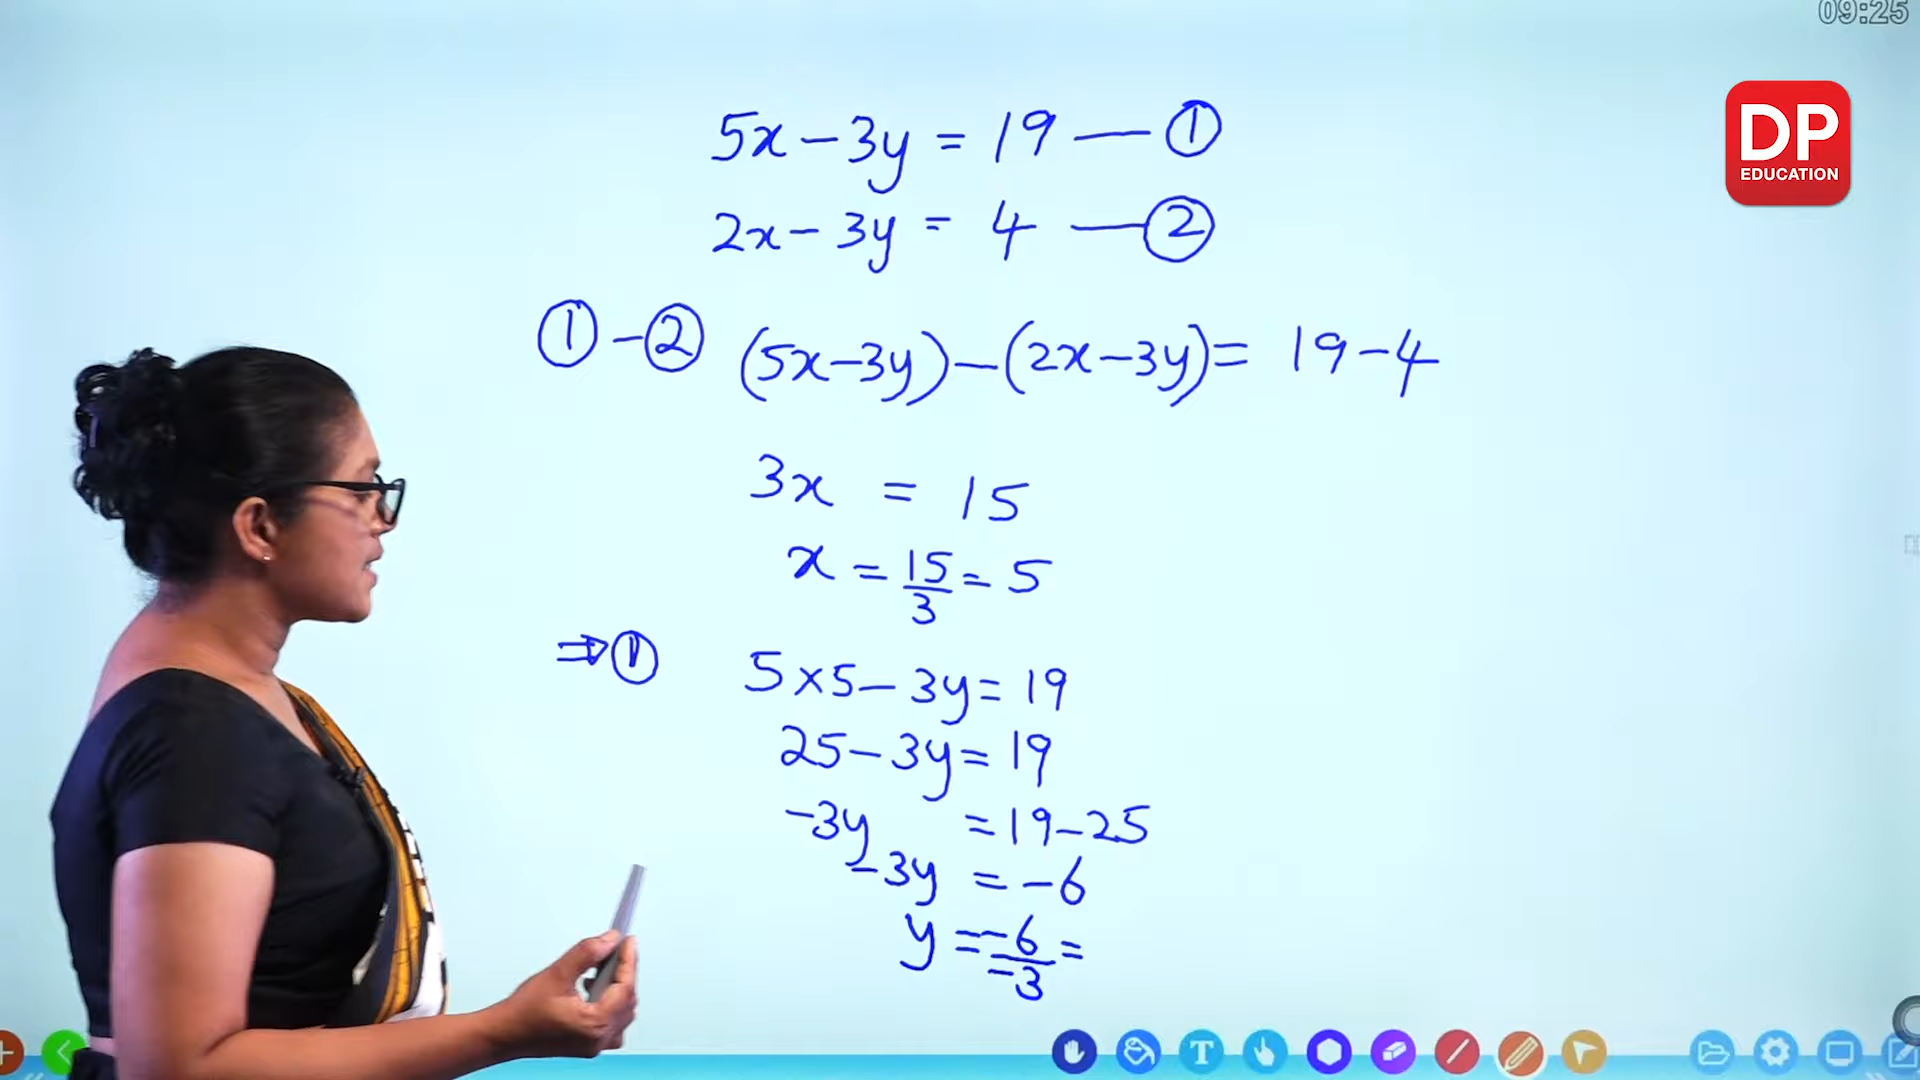 09:25
DP
EDUCATION
5x - 3y = 19 — ①
2x - 3y = 4 — ②
① - ② (5x - 3y) - (2x - 3y) = 19 - 4
3x = 15
x = 15/3 = 5
⇒ ① 5 × 5 - 3y = 19
25 - 3y = 19
-3y = 19 - 25
-3y = -6
y = -6/-3 =
T